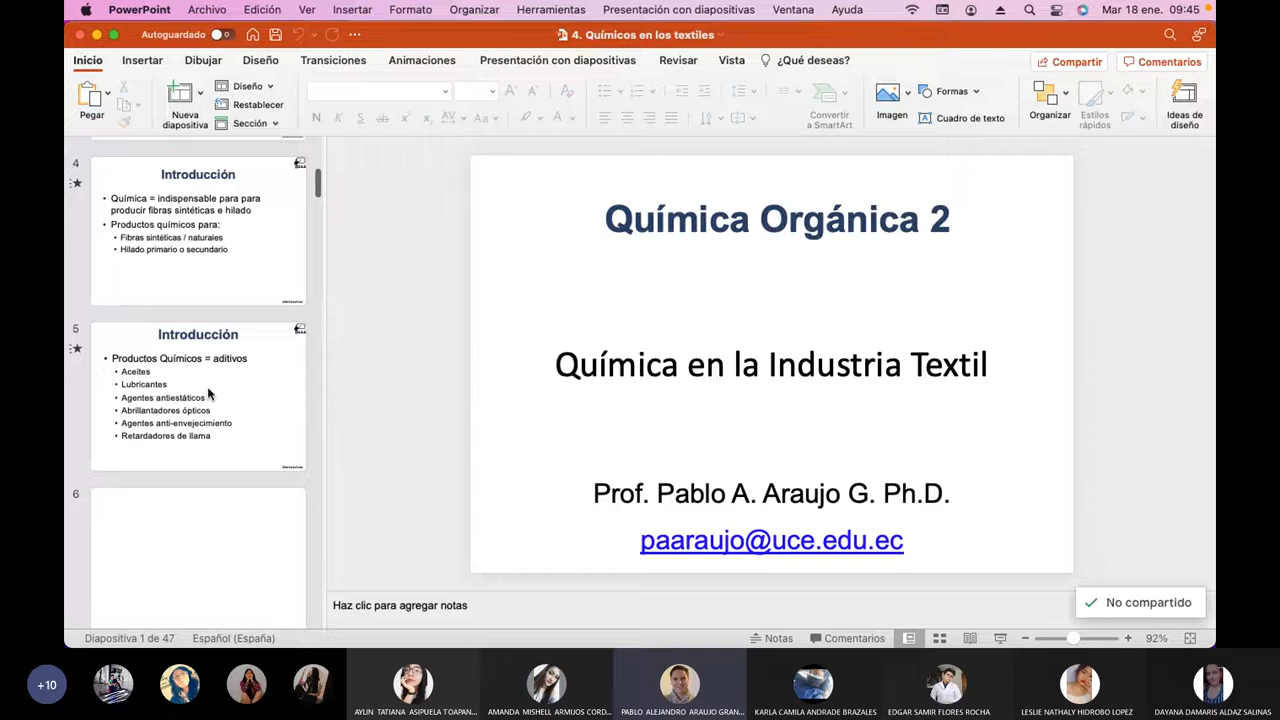 PowerPoint Archivo Edición Ver Insertar Formato Organizar Herramientas Presentación con diapositivas Ventana Ayuda Mar 18 ene. 09:45
Autoguardado 4. Químicos en los textiles
Inicio Insertar Dibujar Diseño Transiciones Animaciones Presentación con diapositivas Revisar Vista ¿Qué deseas? Compartir Comentarios
Pegar
Nueva diapositiva
Diseño
Restablecer
Sección
Convertir a SmartArt
Imagen
Formas
Cuadro de texto
Organizar
Estilos rápidos
Ideas de diseño
4
Introducción
• Química = indispensable para para
producir fibras sintéticas e hilado
• Productos químicos para:
• Fibras sintéticas / naturales
• Hilado primario o secundario
5
Introducción
• Productos Químicos = aditivos
• Aceites
• Lubricantes
• Agentes antiestáticos
• Abrillantadores ópticos
• Agentes anti-envejecimiento
• Retardadores de llama
6
Química Orgánica 2
Química en la Industria Textil
Prof. Pablo A. Araujo G. Ph.D.
paaraujo@uce.edu.ec
Haz clic para agregar notas
No compartido
Diapositiva 1 de 47 Español (España) Notas Comentarios 92%
+10
AYLIN TATIANA ASIPUELA TOAPAN...
AMANDA MISHELL ARMIJOS CORD...
PABLO ALEJANDRO ARAUJO GRAN...
KARLA CAMILA ANDRADE BRAZALES
EDGAR SAMIR FLORES ROCHA
LESLIE NATHALY HIDROBO LOPEZ
DAYANA DAMARIS ALDAZ SALINAS